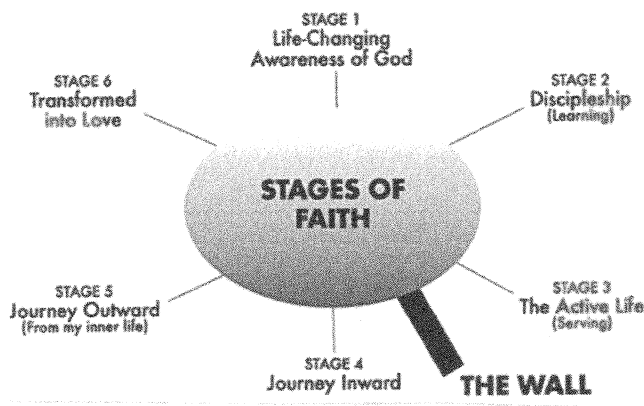 STAGE 1
Life-Changing
Awareness of God
STAGE 2
Discipleship
(Learning)
STAGE 3
The Active Life
(Serving)
THE WALL
STAGE 4
Journey Inward
STAGE 5
Journey Outward
(From my inner life)
STAGE 6
Transformed
into Love
STAGES OF
FAITH